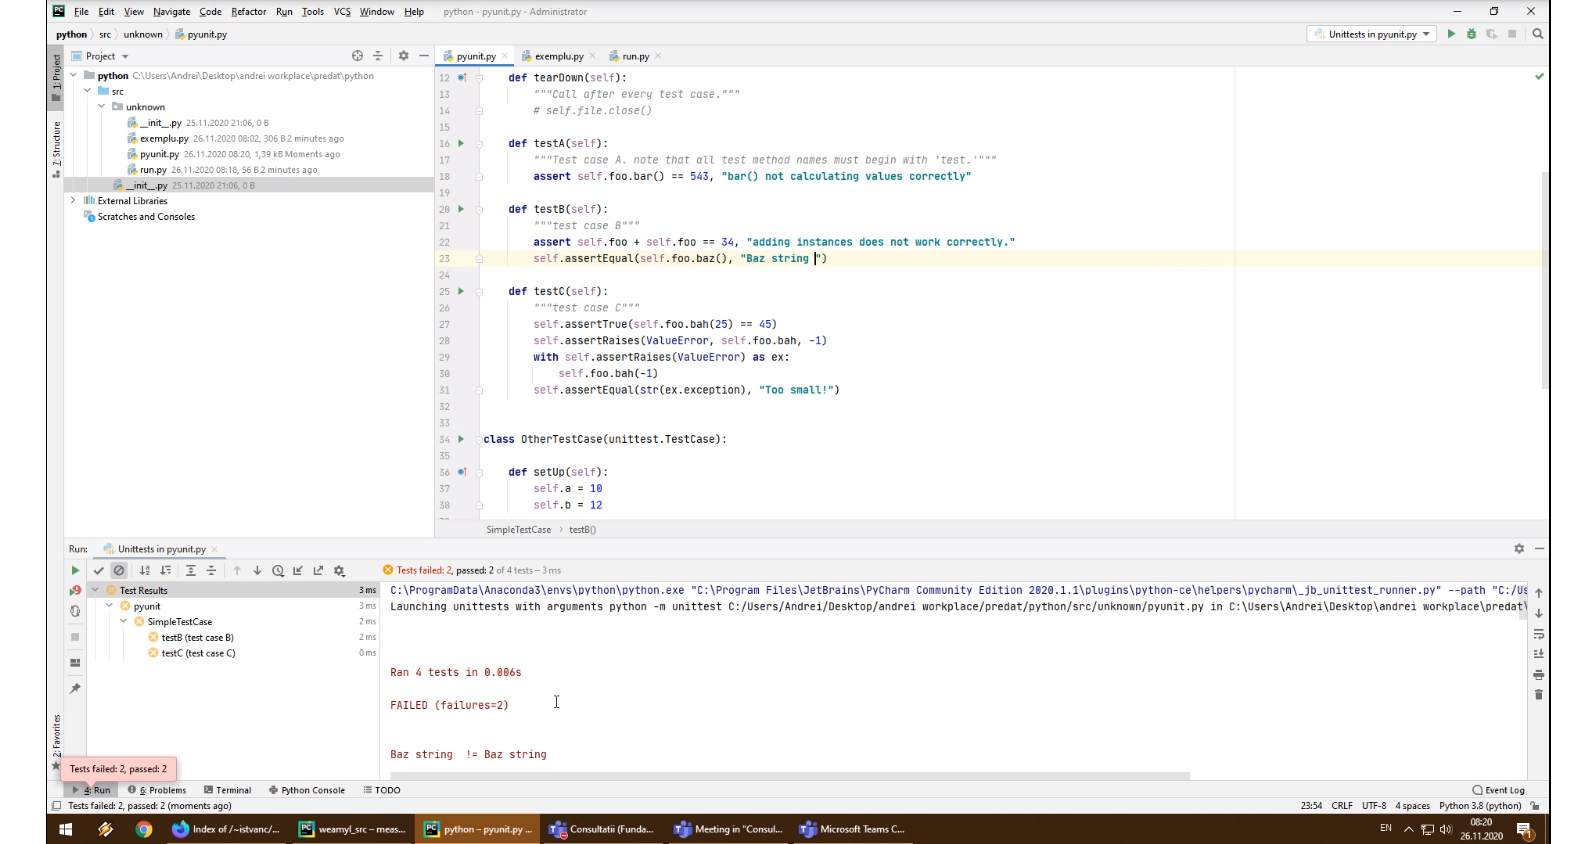 File Edit View Navigate Code Refactor Run Tools VCS Window Help python - pyunit.py - Administrator
python src unknown pyunit.py Unittests in pyunit.py
1: Project
Project
pyunit.py exemplu.py run.py
python C:\Users\Andrei\Desktop\andrei workplace\predat\python
src
unknown
__init__.py 25.11.2020 21:06, 0 B
exemplu.py 26.11.2020 08:02, 306 B 2 minutes ago
pyunit.py 26.11.2020 08:20, 1,39 kB Moments ago
run.py 26.11.2020 08:18, 56 B 2 minutes ago
__init__.py 25.11.2020 21:06, 0 B
External Libraries
Scratches and Consoles
7: Structure
12 def tearDown(self):
13 """Call after every test case."""
14 # self.file.close()
15
16 def testA(self):
17 """Test case A. note that all test method names must begin with 'test.'"""
18 assert self.foo.bar() == 543, "bar() not calculating values correctly"
19
20 def testB(self):
21 """test case B"""
22 assert self.foo + self.foo == 34, "adding instances does not work correctly."
23 self.assertEqual(self.foo.baz(), "Baz string ")
24
25 def testC(self):
26 """test case C"""
27 self.assertTrue(self.foo.bah(25) == 45)
28 self.assertRaises(ValueError, self.foo.bah, -1)
29 with self.assertRaises(ValueError) as ex:
30 self.foo.bah(-1)
31 self.assertEqual(str(ex.exception), "Too small!")
32
33
34 class OtherTestCase(unittest.TestCase):
35
36 def setUp(self):
37 self.a = 10
38 self.b = 12
SimpleTestCase testB()
Run: Unittests in pyunit.py
Tests failed: 2, passed: 2 of 4 tests – 3 ms
Test Results 3 ms
pyunit 3 ms
SimpleTestCase 2 ms
testB (test case B) 2 ms
testC (test case C) 0 ms
C:\ProgramData\Anaconda3\envs\python\python.exe "C:\Program Files\JetBrains\PyCharm Community Edition 2020.1.1\plugins\python-ce\helpers\pycharm\_jb_unittest_runner.py" --path "C:/Us
Launching unittests with arguments python -m unittest C:/Users/Andrei/Desktop/andrei workplace/predat/python/src/unknown/pyunit.py in C:\Users\Andrei\Desktop\andrei workplace\predat\
Ran 4 tests in 0.006s
FAILED (failures=2)
Baz string  != Baz string
2: Favorites
Tests failed: 2, passed: 2
4: Run 6: Problems Terminal Python Console TODO Event Log
Tests failed: 2, passed: 2 (moments ago) 23:54 CRLF UTF-8 4 spaces Python 3.8 (python)
Index of /~istvanc/... weamyl_src – meas... python – pyunit.py ... Consultatii (Funda... Meeting in "Consul... Microsoft Teams C... EN 08:20
26.11.2020
1